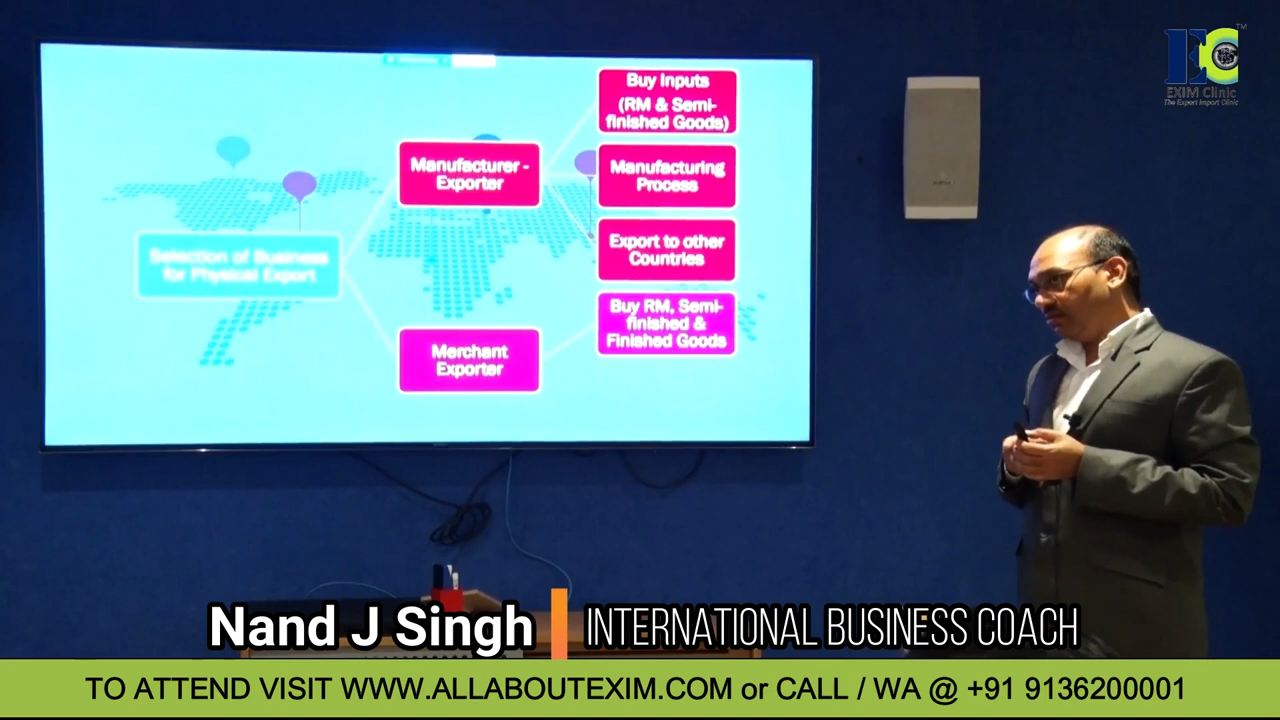 EC™
EXIM Clinic
The Expert Import Clinic
Buy Inputs
(RM & Semi-
finished Goods)
Manufacturer -
Exporter
Manufacturing
Process
Selection of Business
for Physical Export
Export to other
Countries
Buy RM, Semi-
finished &
Finished Goods
Merchant
Exporter
Nand J Singh
INTERNATIONAL BUSINESS COACH
TO ATTEND VISIT WWW.ALLABOUTEXIM.COM or CALL / WA @ +91 9136200001